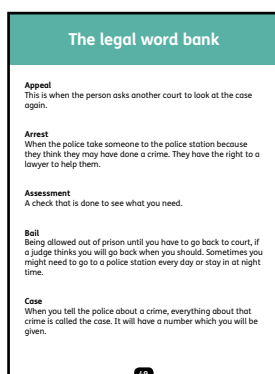 The legal word bank
Appeal
This is when the person asks another court to look at the case
again.
Arrest
When the police take someone to the police station because
they think they may have done a crime. They have the right to a
lawyer to help them.
Assessment
A check that is done to see what you need.
Bail
Being allowed out of prison until you have to go back to court, if
a judge thinks you will go back when you should. Sometimes you
might need to go to a police station every day or stay in at night
time.
Case
When you tell the police about a crime, everything about that
crime is called the case. It will have a number which you will be
given.